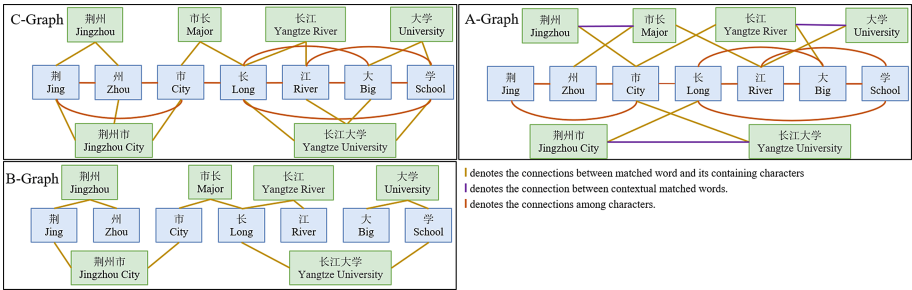 C-Graph
荆州
Jingzhou
市长
Major
长江
Yangtze River
大学
University
荆
Jing
州
Zhou
市
City
长
Long
江
River
大
Big
学
School
荆州市
Jingzhou City
长江大学
Yangtze University
A-Graph
荆州
Jingzhou
市长
Major
长江
Yangtze River
大学
University
荆
Jing
州
Zhou
市
City
长
Long
江
River
大
Big
学
School
荆州市
Jingzhou City
长江大学
Yangtze University
B-Graph
荆州
Jingzhou
市长
Major
长江
Yangtze River
大学
University
荆
Jing
州
Zhou
市
City
长
Long
江
River
大
Big
学
School
荆州市
Jingzhou City
长江大学
Yangtze University
denotes the connections between matched word and its containing characters
denotes the connection between contextual matched words.
denotes the connections among characters.